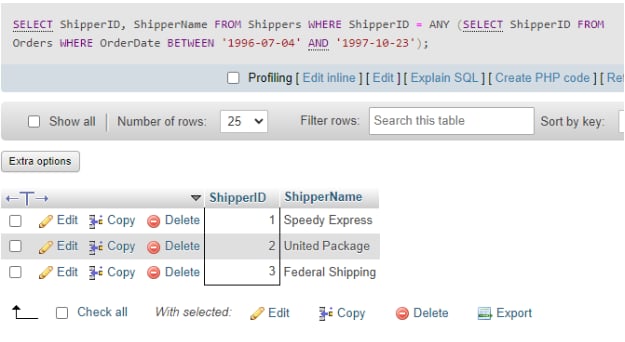 SELECT ShipperID, ShipperName FROM Shippers WHERE ShipperID = ANY (SELECT ShipperID FROM
Orders WHERE OrderDate BETWEEN '1996-07-04' AND '1997-10-23');
Profiling [ Edit inline ] [ Edit ] [ Explain SQL ] [ Create PHP code ] [ Ref
Show all Number of rows: 25 Filter rows: Search this table Sort by key:
Extra options
ShipperID ShipperName
Edit Copy Delete 1 Speedy Express
Edit Copy Delete 2 United Package
Edit Copy Delete 3 Federal Shipping
Check all With selected: Edit Copy Delete Export